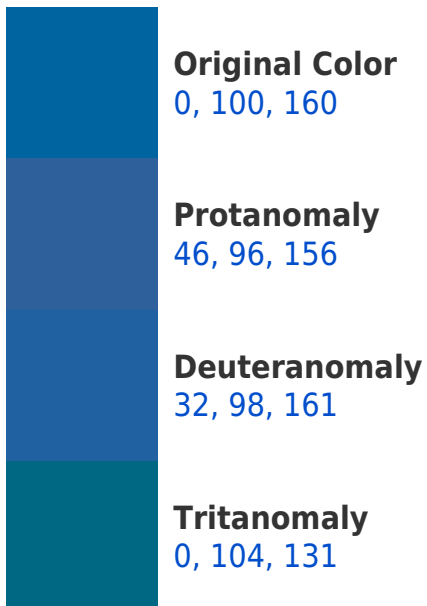 Original Color
0, 100, 160
Protanomaly
46, 96, 156
Deuteranomaly
32, 98, 161
Tritanomaly
0, 104, 131